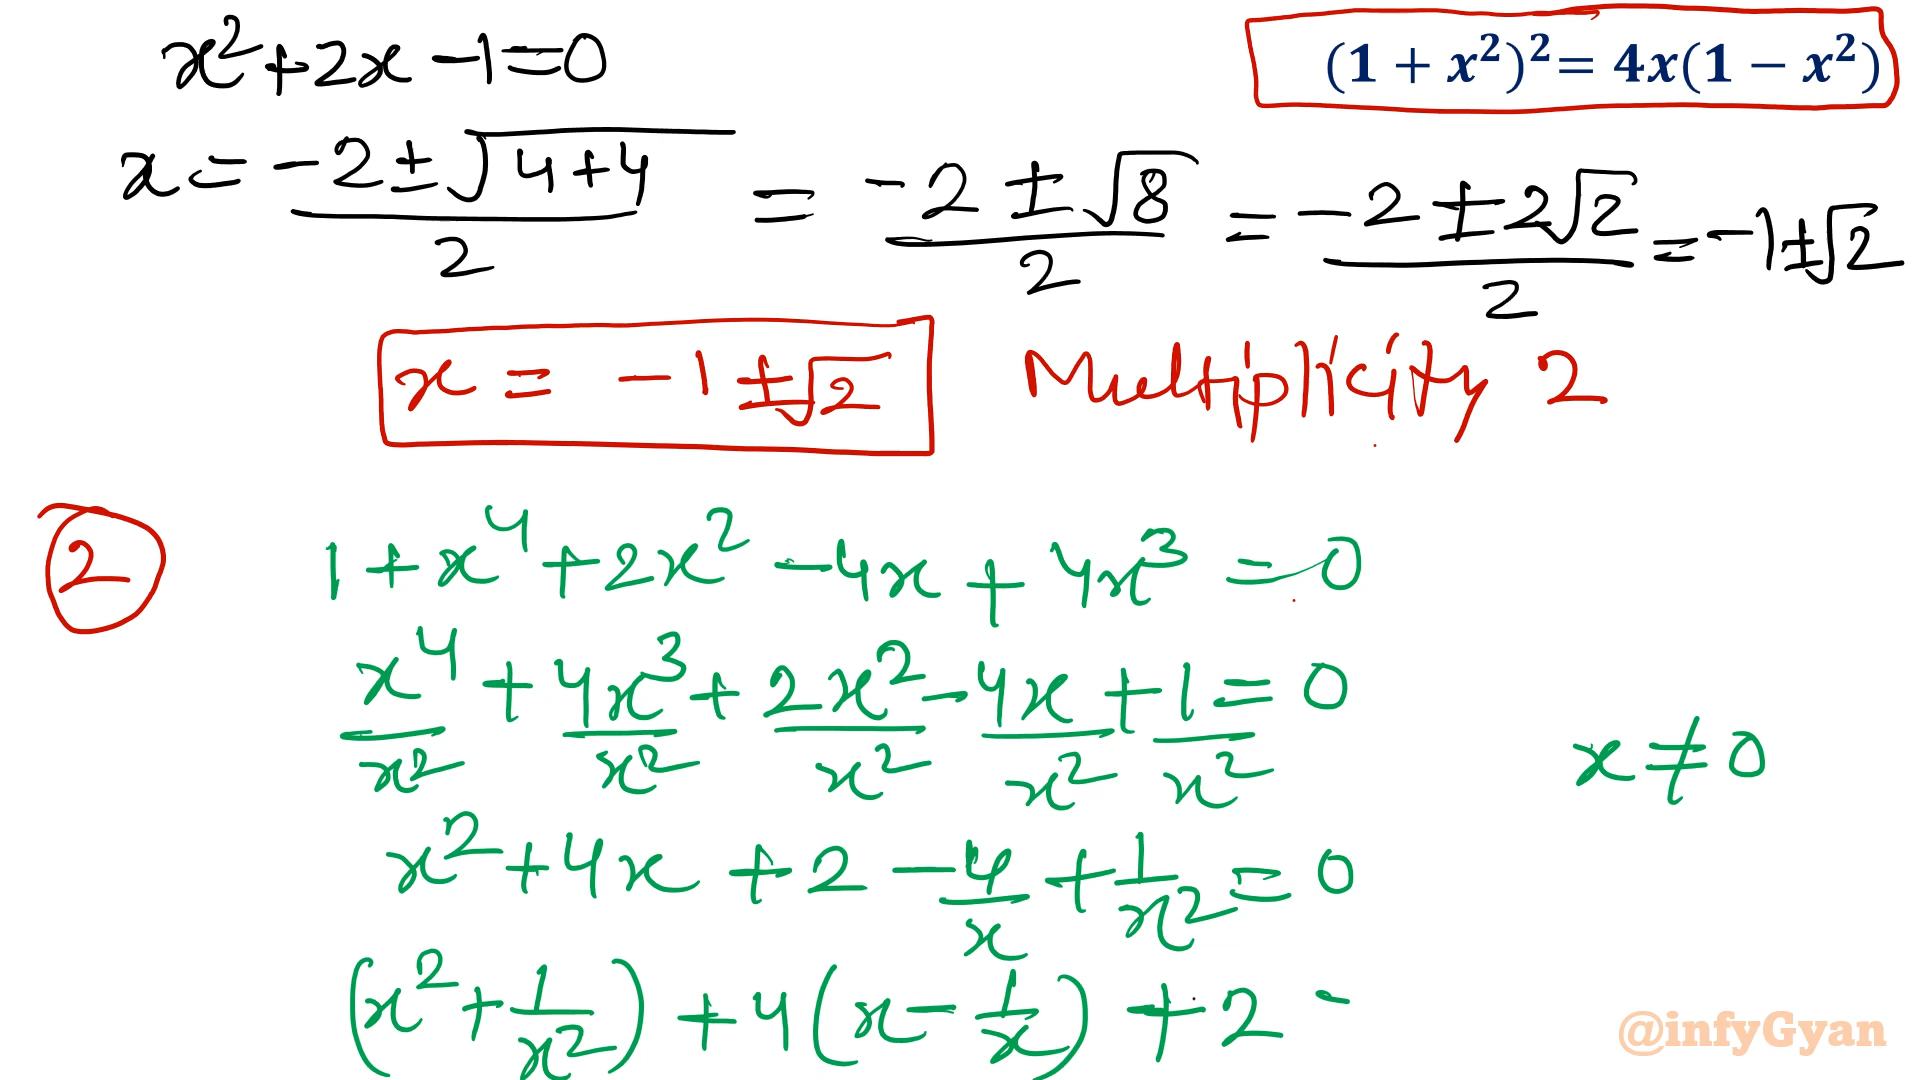 x²+2x-1=0
(1 + x²)²= 4x(1 − x²)
x = (-2±√(4+4))/2 = (-2±√8)/2 = (-2±2√2)/2 = -1±√2
x = -1±√2 Multiplicity 2
2 1+x⁴+2x²-4x+4x³=0
x⁴/x² + 4x³/x² + 2x²/x² - 4x/x² + 1/x² = 0 x≠0
x²+4x+2-4/x+1/x²=0
(x²+1/x²)+4(x-1/x)+2 -
@infyGyan